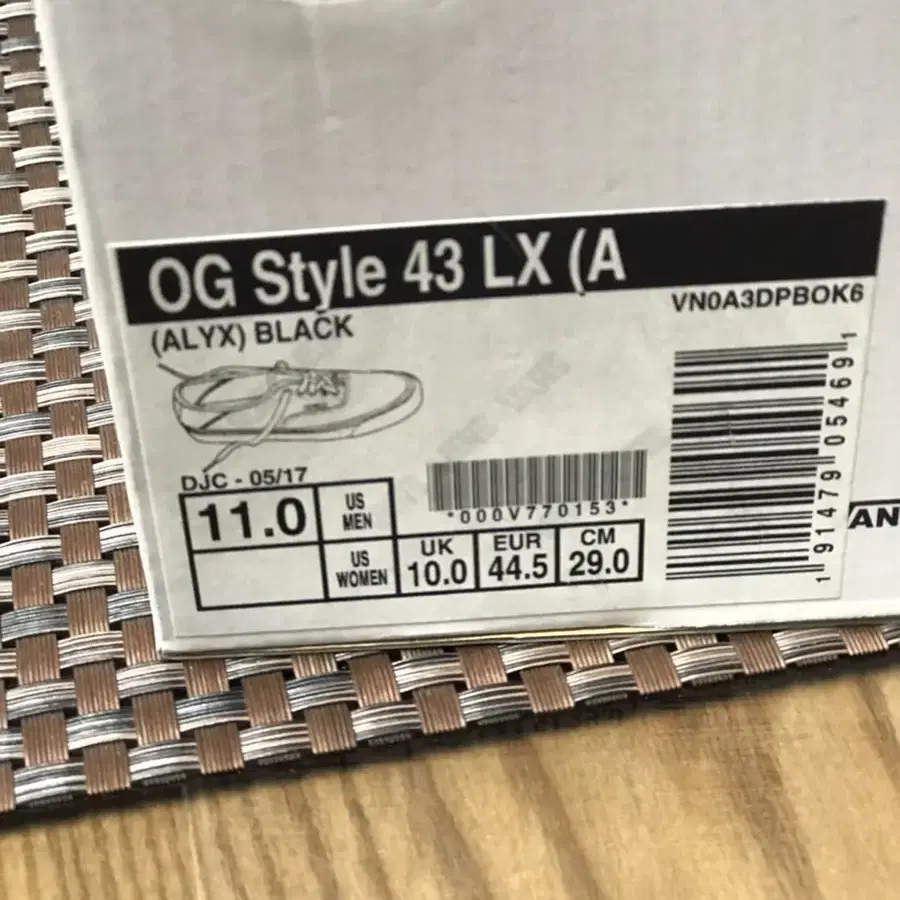 OG Style 43 LX (A
(ALYX) BLACK
VN0A3DPBOK6
DJC - 05/17
11.0 US MEN
US WOMEN
UK 10.0
EUR 44.5
CM 29.0
*000V770153*
1 91479 05469 1